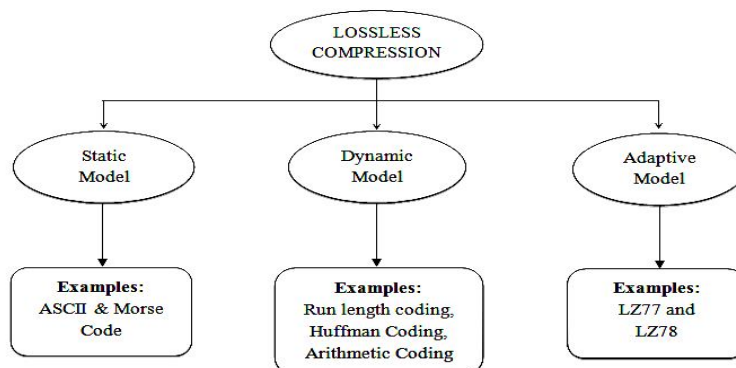 LOSSLESS
COMPRESSION
Static
Model
Dynamic
Model
Adaptive
Model
Examples:
ASCII & Morse
Code
Examples:
Run length coding,
Huffman Coding,
Arithmetic Coding
Examples:
LZ77 and
LZ78